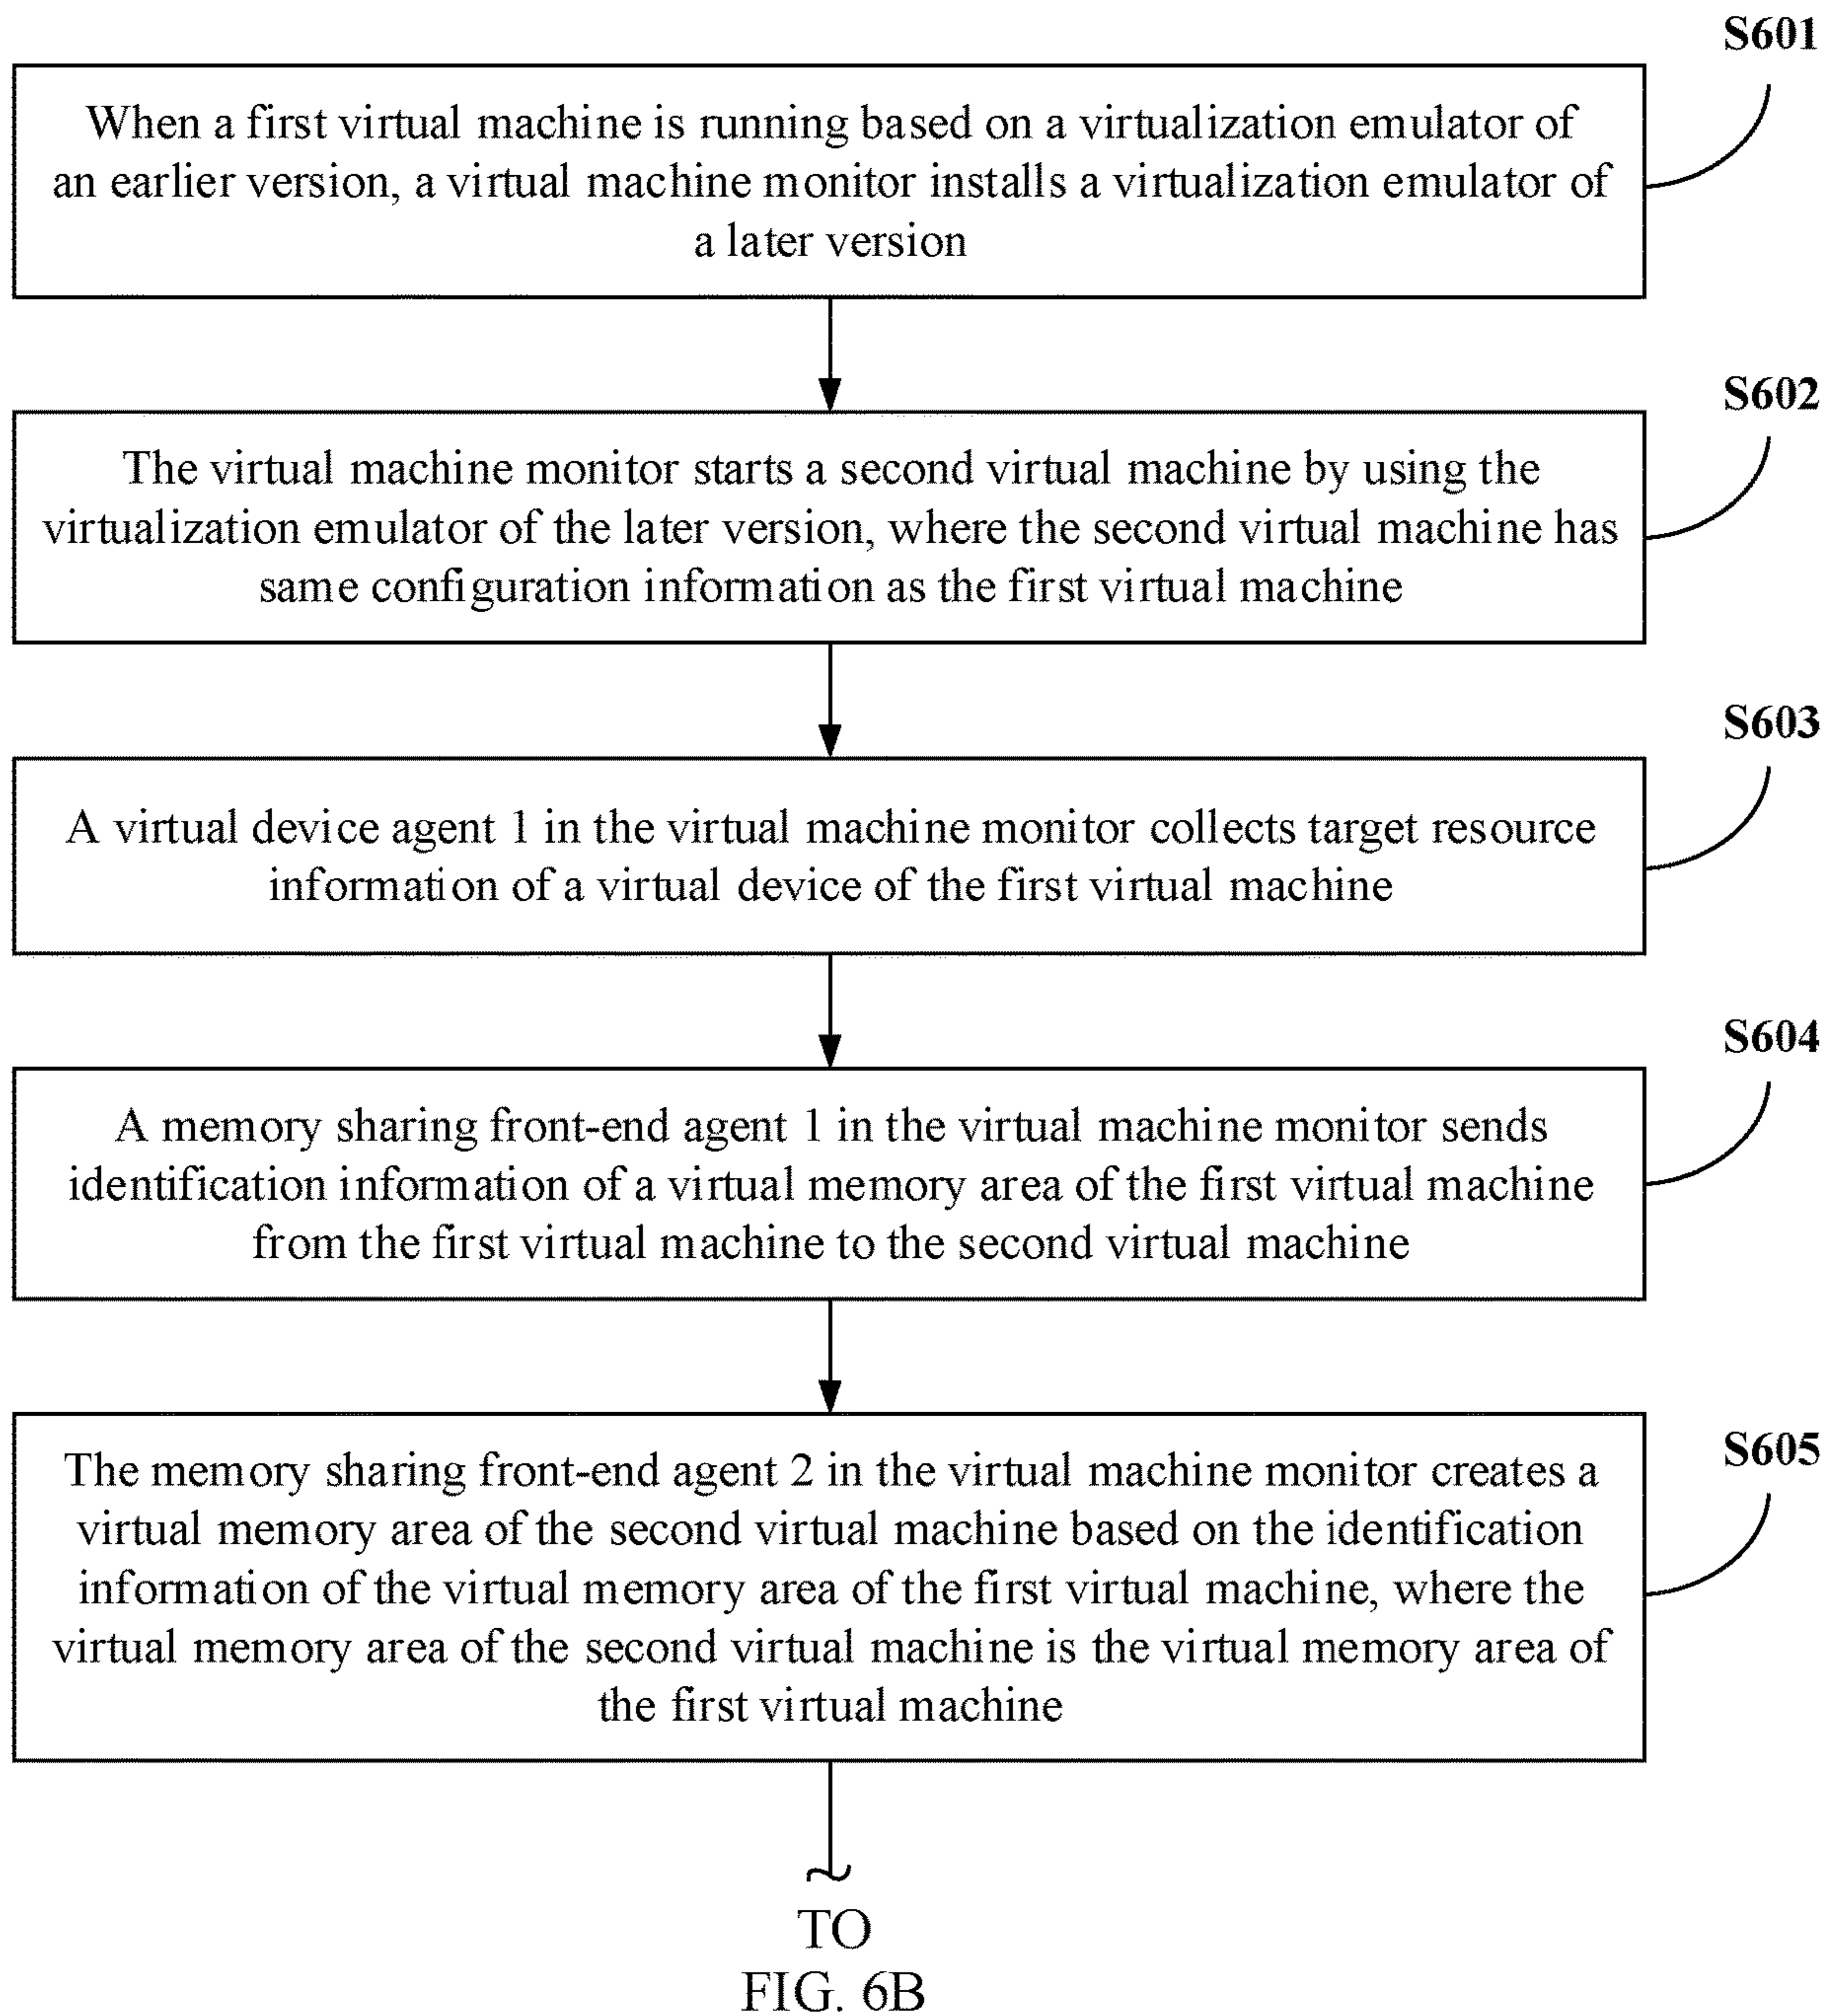 S601
When a first virtual machine is running based on a virtualization emulator of
an earlier version, a virtual machine monitor installs a virtualization emulator of
a later version
S602
The virtual machine monitor starts a second virtual machine by using the
virtualization emulator of the later version, where the second virtual machine has
same configuration information as the first virtual machine
S603
A virtual device agent 1 in the virtual machine monitor collects target resource
information of a virtual device of the first virtual machine
S604
A memory sharing front-end agent 1 in the virtual machine monitor sends
identification information of a virtual memory area of the first virtual machine
from the first virtual machine to the second virtual machine
S605
The memory sharing front-end agent 2 in the virtual machine monitor creates a
virtual memory area of the second virtual machine based on the identification
information of the virtual memory area of the first virtual machine, where the
virtual memory area of the second virtual machine is the virtual memory area of
the first virtual machine
TO
FIG. 6B